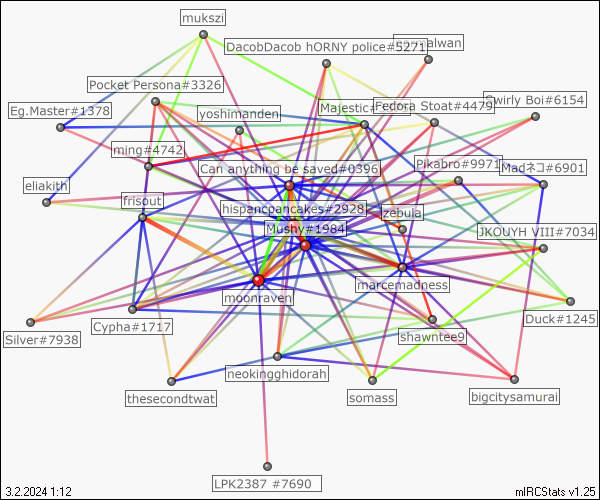 mukszi
DacobDacob hORNY police#5271
Pocket Persona#3326
Fedora Stoat#4479
Qwirly Boi#6154
Eg.Master#1378
yoshimanden
Majestic#
ming#4742
Can anything be saved#0396
Pikabro#9971
Madネコ#6901
eliakith
frisout
hispancpancakes#2928
zebula
Mushy#1984
JKOUYH VIII#7034
marcemadness
moonraven
Duck#1245
Silver#7938
Cypha#1717
shawntee9
neokingghidorah
thesecondtwat
somass
bigcitysamurai
LPK2387 #7690
3.2.2024 1:12
mIRCStats v1.25